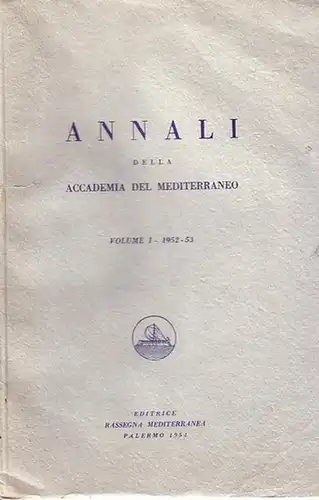 ANNALI
DELLA
ACCADEMIA DEL MEDITERRANEO
VOLUME I - 1952-53
EDITRICE
RASSEGNA MEDITERRANEA
PALERMO